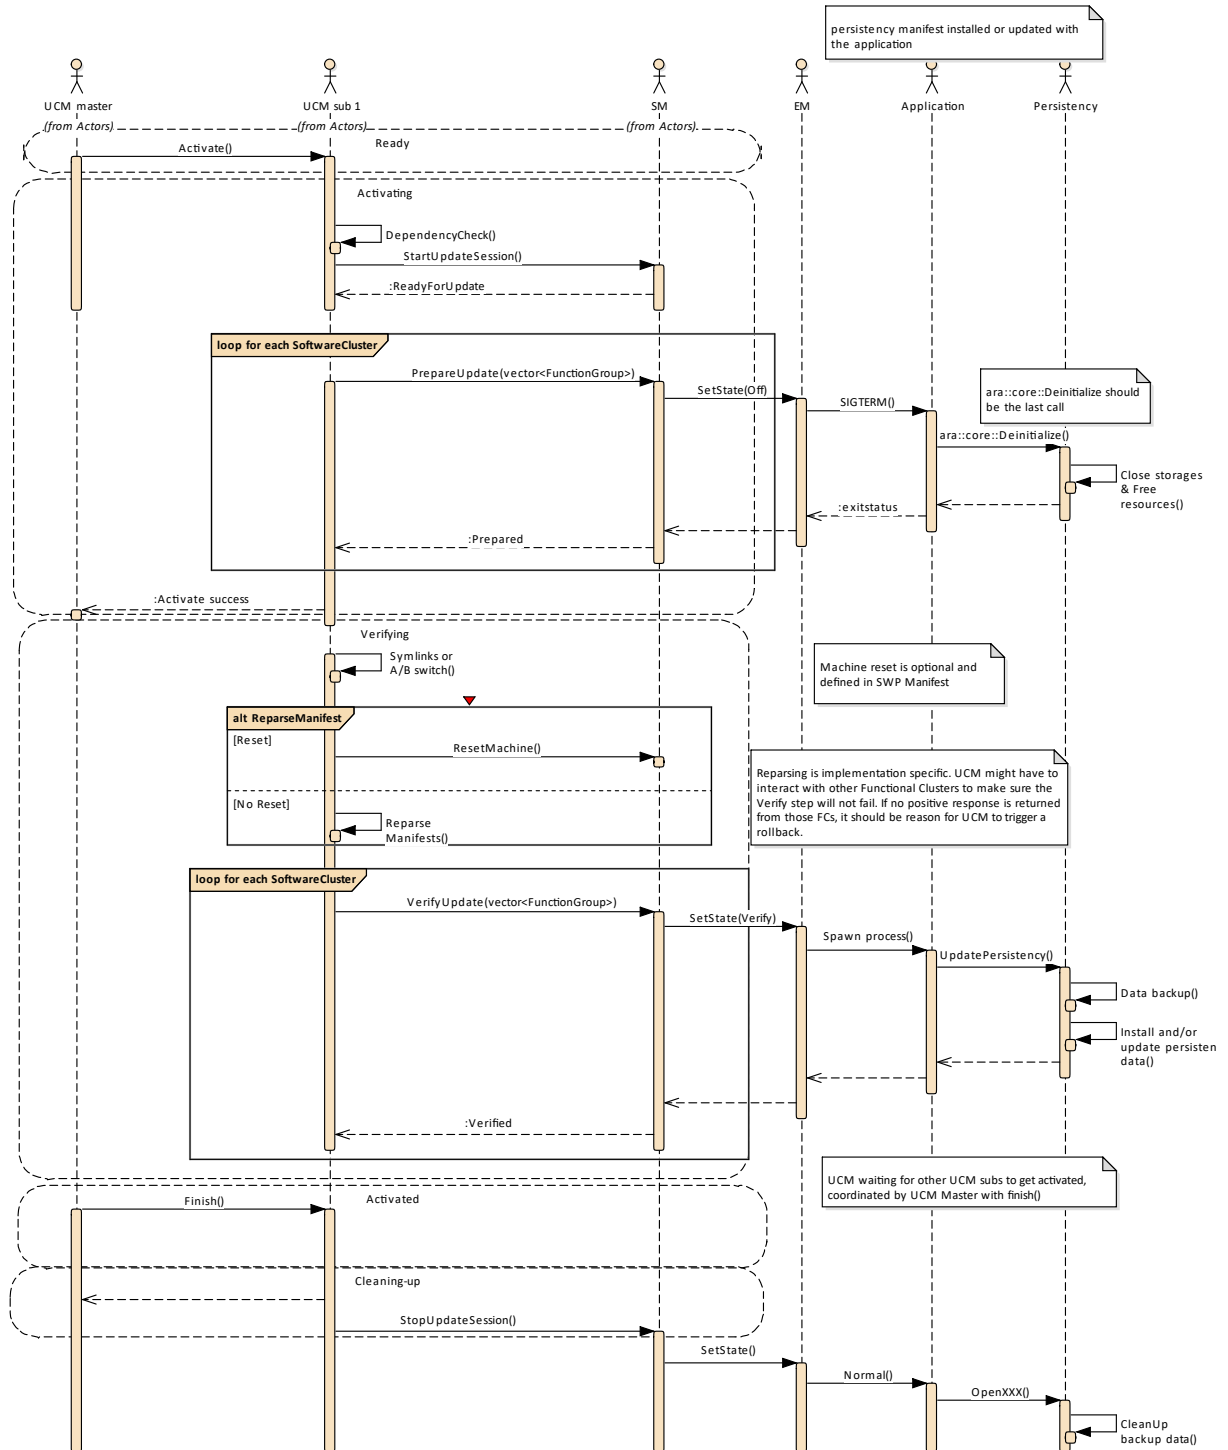 persistency manifest installed or updated with
the application
UCM master
UCM sub 1
SM
EM
Application
Persistency
(from Actors)
(from Actors)
(from Actors)
Ready
Activate()
Activating
DependencyCheck()
StartUpdateSession()
:ReadyForUpdate
loop for each SoftwareCluster
PrepareUpdate(vector<FunctionGroup>)
SetState(Off)
SIGTERM()
ara::core::Deinitialize should
be the last call
ara::core::Deinitialize()
Close storages
& Free
resources()
:exitstatus
:Prepared
:Activate success
Verifying
Symlinks or
A/B switch()
Machine reset is optional and
defined in SWP Manifest
alt ReparseManifest
[Reset]
ResetMachine()
Reparsing is implementation specific. UCM might have to
interact with other Functional Clusters to make sure the
Verify step will not fail. If no positive response is returned
from those FCs, it should be reason for UCM to trigger a
rollback.
[No Reset]
Reparse
Manifests()
loop for each SoftwareCluster
VerifyUpdate(vector<FunctionGroup>)
SetState(Verify)
Spawn process()
UpdatePersistency()
Data backup()
Install and/or
update persisten
data()
:Verified
UCM waiting for other UCM subs to get activated,
coordinated by UCM Master with finish()
Activated
Finish()
Cleaning-up
StopUpdateSession()
SetState()
Normal()
OpenXXX()
CleanUp
backup data()